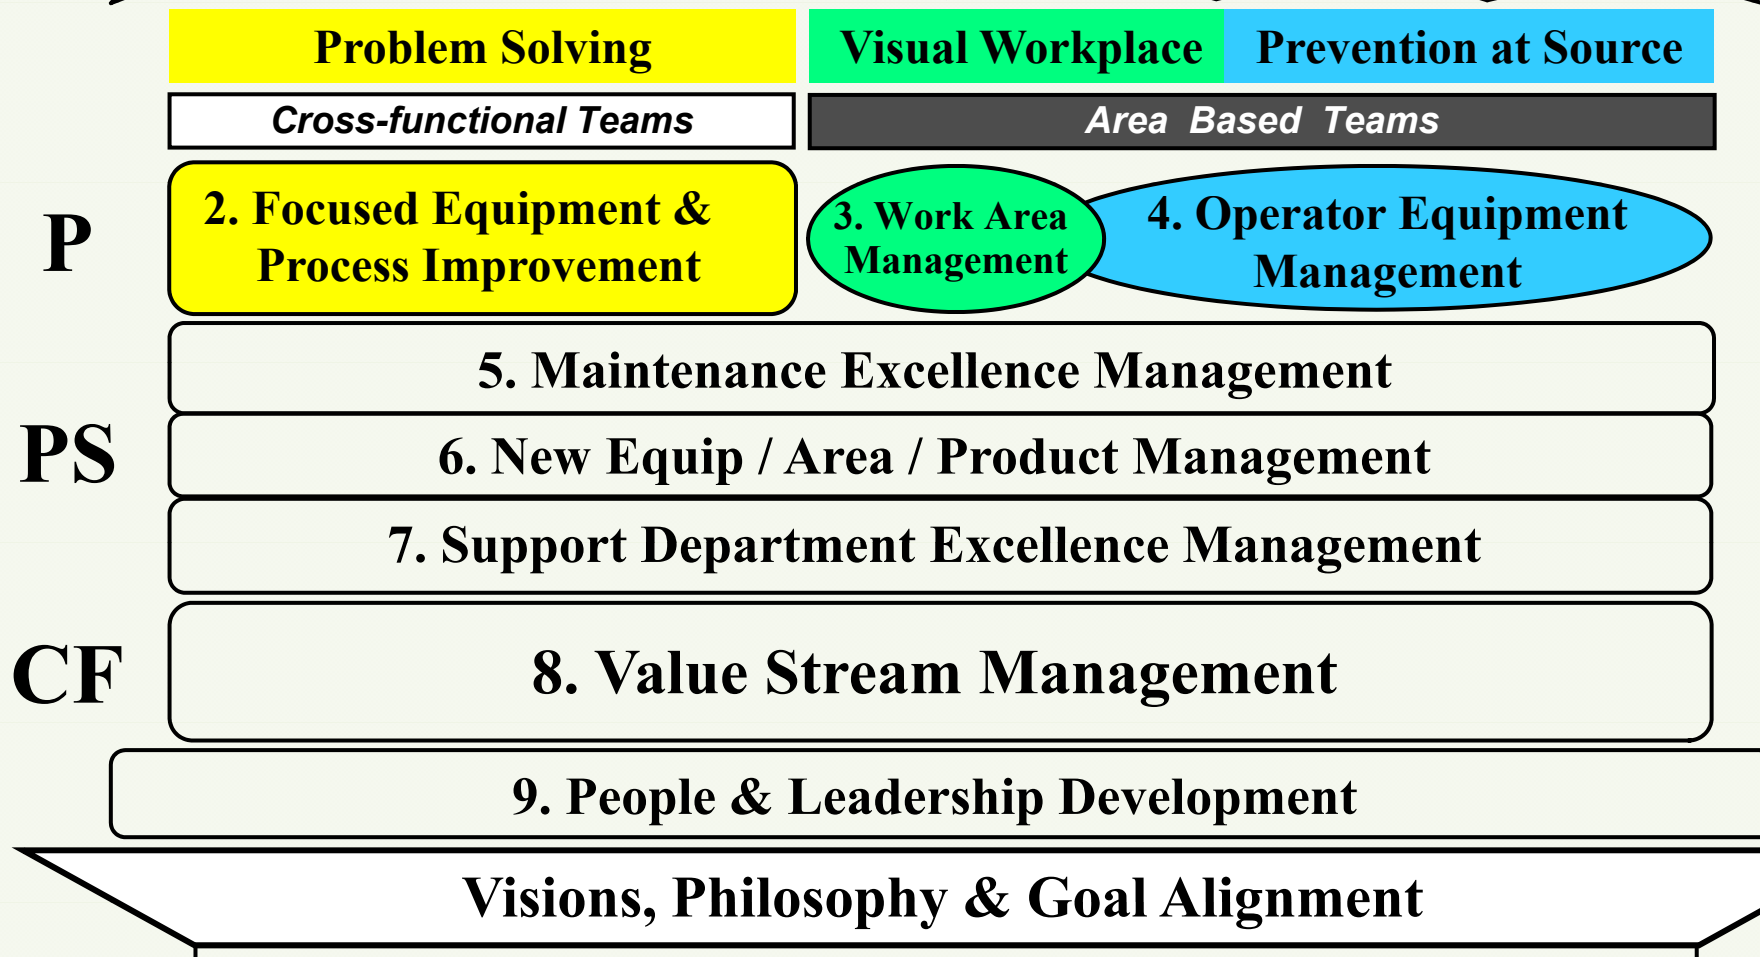 Problem Solving
Visual Workplace
Prevention at Source
Cross-functional Teams
Area Based Teams
P
2. Focused Equipment &
Process Improvement
3. Work Area
Management
4. Operator Equipment
Management
5. Maintenance Excellence Management
PS
6. New Equip / Area / Product Management
7. Support Department Excellence Management
CF
8. Value Stream Management
9. People & Leadership Development
Visions, Philosophy & Goal Alignment